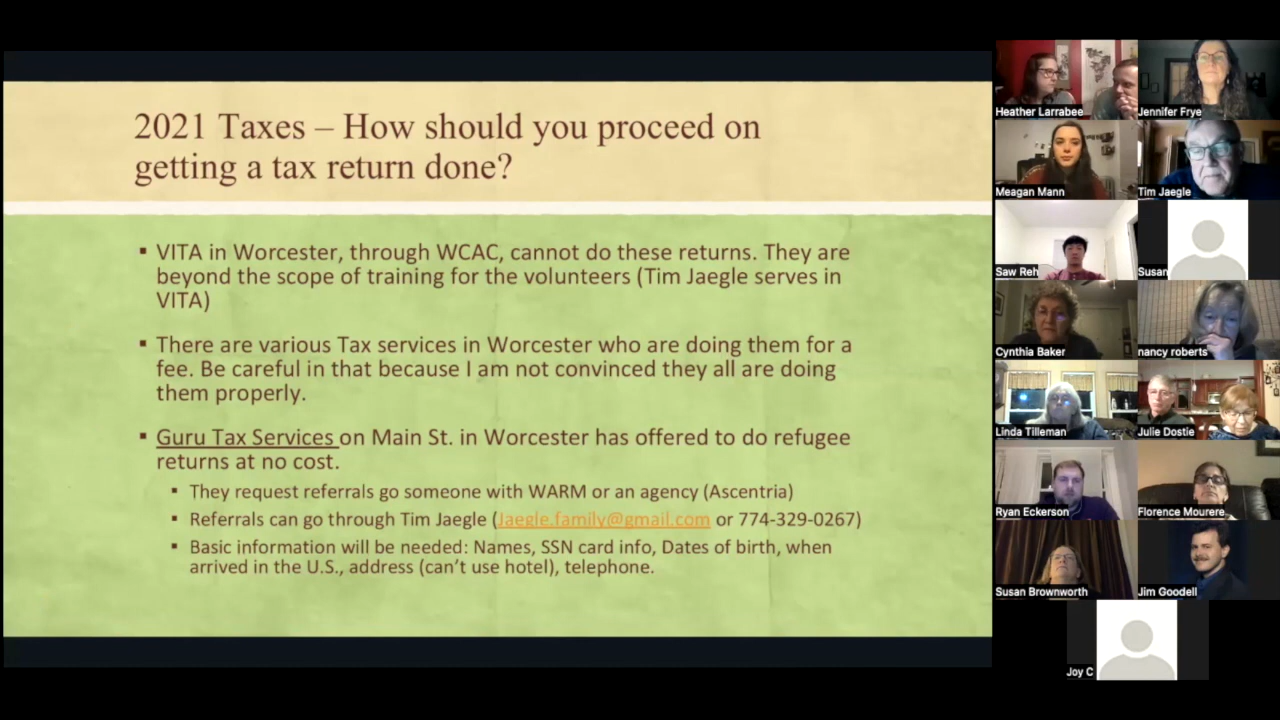 2021 Taxes – How should you proceed on
getting a tax return done?
▪ VITA in Worcester, through WCAC, cannot do these returns. They are
beyond the scope of training for the volunteers (Tim Jaegle serves in
VITA)
▪ There are various Tax services in Worcester who are doing them for a
fee. Be careful in that because I am not convinced they all are doing
them properly.
▪ Guru Tax Services on Main St. in Worcester has offered to do refugee
returns at no cost.
▪ They request referrals go someone with WARM or an agency (Ascentria)
▪ Referrals can go through Tim Jaegle (Jaegle.family@gmail.com or 774-329-0267)
▪ Basic information will be needed: Names, SSN card info, Dates of birth, when
arrived in the U.S., address (can't use hotel), telephone.
Heather Larrabee
Jennifer Frye
Meagan Mann
Tim Jaegle
Saw Reh
Susan
Cynthia Baker
nancy roberts
Linda Tilleman
Julie Dostie
Ryan Eckerson
Florence Mourere
Susan Brownworth
Jim Goodell
Joy C